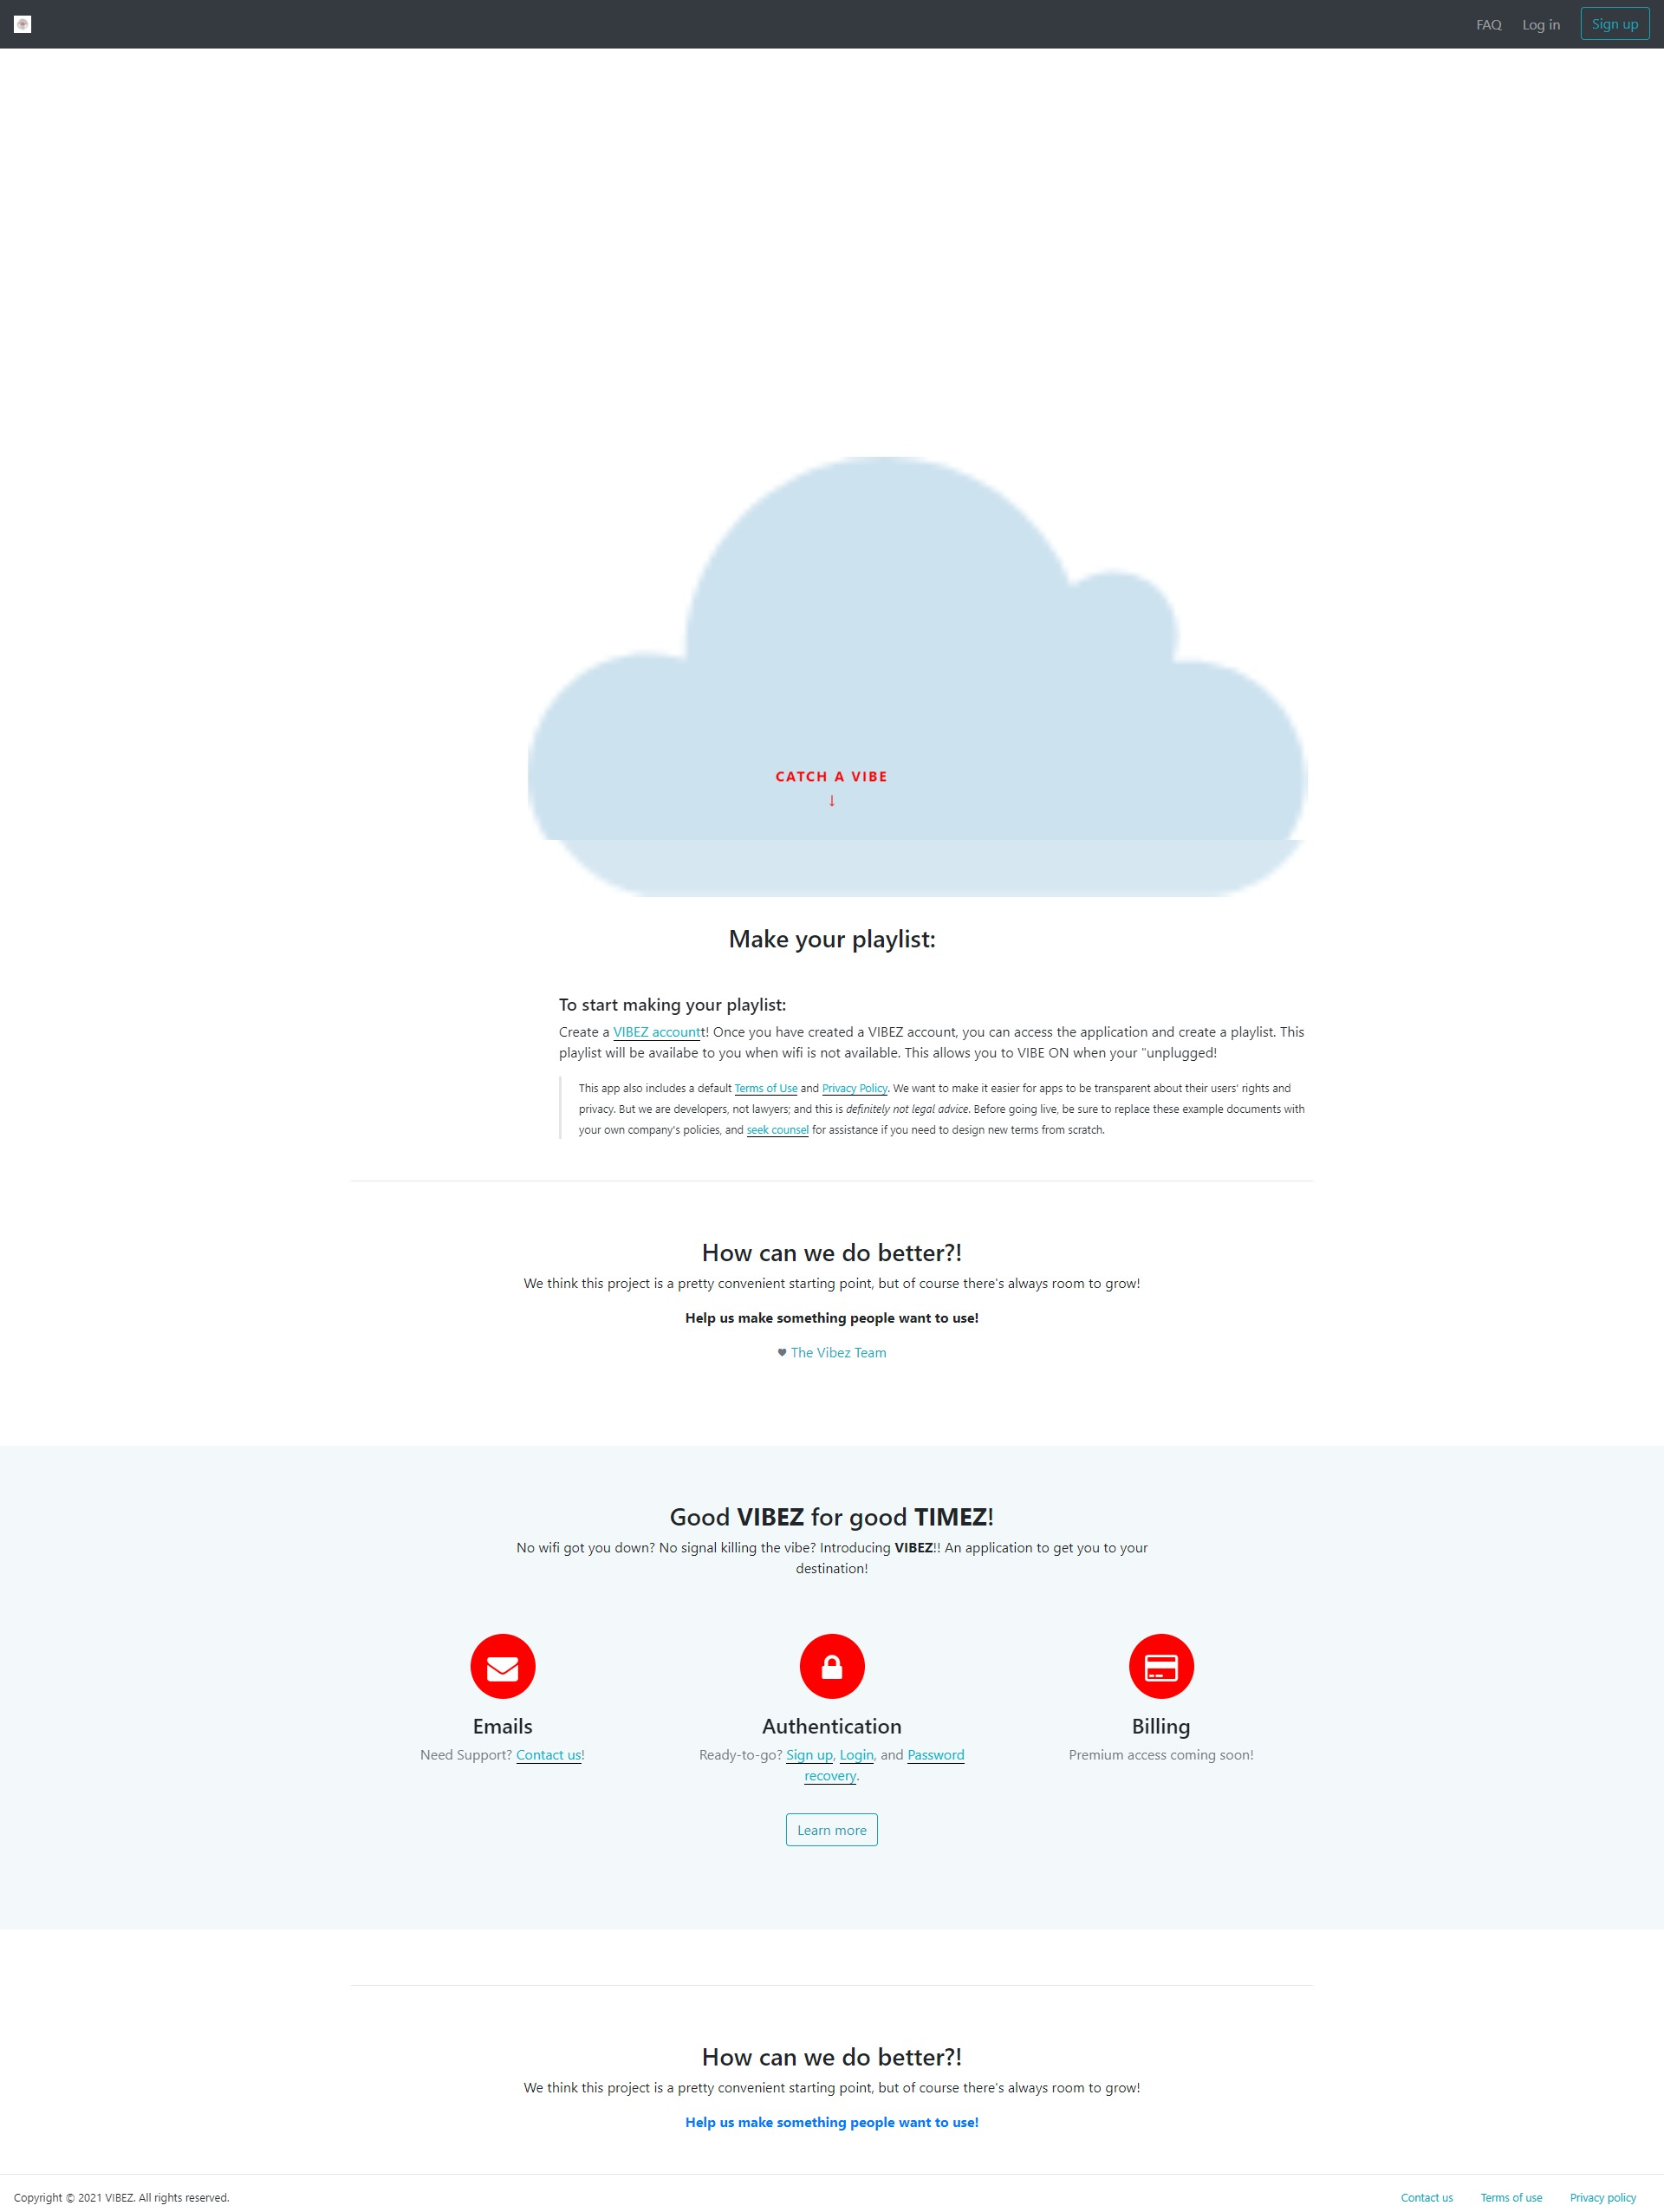 FAQ Log in Sign up
CATCH A VIBE
↓
Make your playlist:
To start making your playlist:
Create a VIBEZ accountt! Once you have created a VIBEZ account, you can access the application and create a playlist. This
playlist will be availabe to you when wifi is not available. This allows you to VIBE ON when your "unplugged!
This app also includes a default Terms of Use and Privacy Policy. We want to make it easier for apps to be transparent about their users' rights and
privacy. But we are developers, not lawyers; and this is definitely not legal advice. Before going live, be sure to replace these example documents with
your own company's policies, and seek counsel for assistance if you need to design new terms from scratch.
How can we do better?!
We think this project is a pretty convenient starting point, but of course there's always room to grow!
Help us make something people want to use!
♥ The Vibez Team
Good VIBEZ for good TIMEZ!
No wifi got you down? No signal killing the vibe? Introducing VIBEZ!! An application to get you to your
destination!
Emails
Need Support? Contact us!
Authentication
Ready-to-go? Sign up, Login, and Password
recovery.
Billing
Premium access coming soon!
Learn more
How can we do better?!
We think this project is a pretty convenient starting point, but of course there's always room to grow!
Help us make something people want to use!
Copyright © 2021 VIBEZ. All rights reserved.
Contact us Terms of use Privacy policy